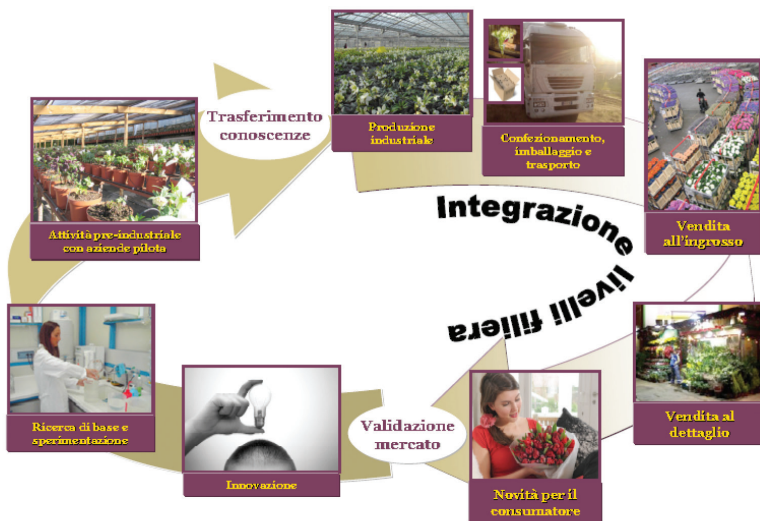 Trasferimento
conoscenze
Produzione
industriale
Confezionamento,
imballaggio e
trasporto
Vendita
all'ingrosso
Attività pre-industriale
con aziende pilota
Integrazione livelli filiera
Ricerca di base e
sperimentazione
Innovazione
Validazione
mercato
Novità per il
consumatore
Vendita al
dettaglio